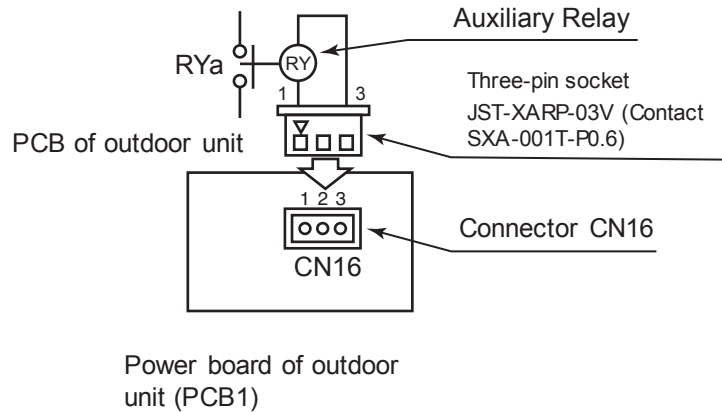 Auxiliary Relay
RYa
RY
1 3
Three-pin socket
JST-XARP-03V (Contact
SXA-001T-P0.6)
PCB of outdoor unit
1 2 3
Connector CN16
CN16
Power board of outdoor
unit (PCB1)